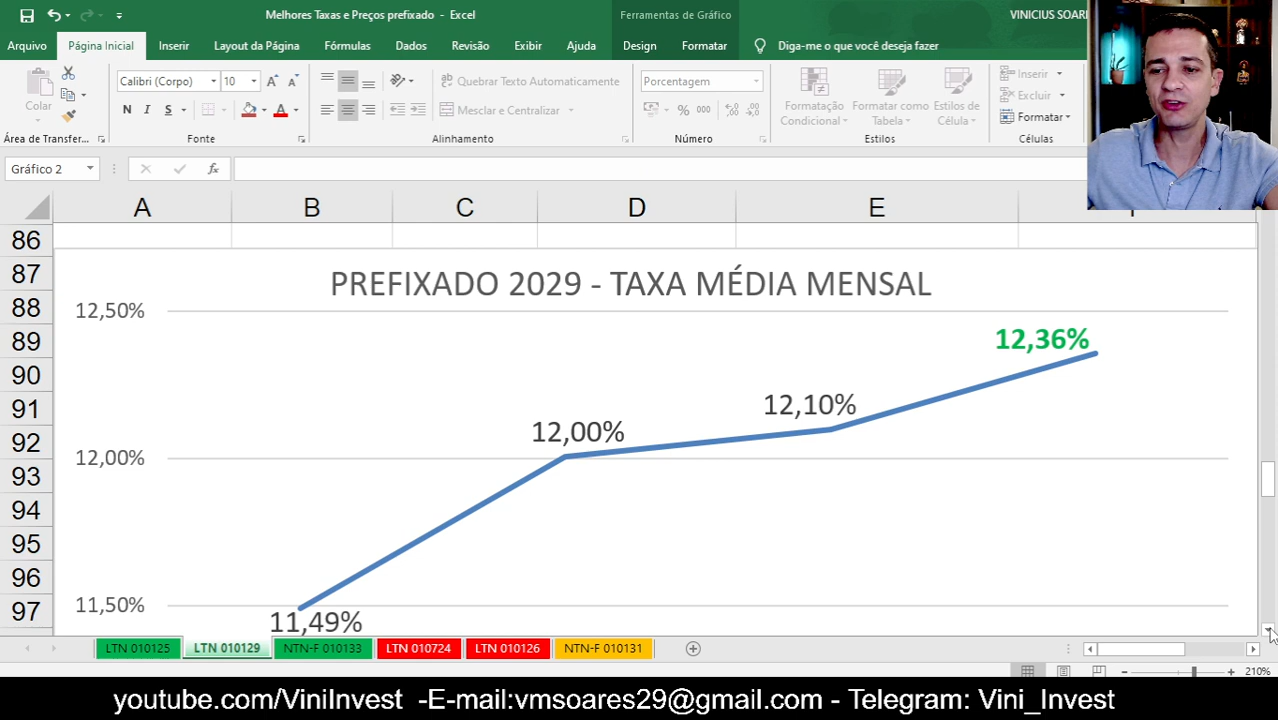 Melhores Taxas e Preços prefixado - Excel
Ferramentas de Gráfico
VINICIUS SOAR
Arquivo Página Inicial Inserir Layout da Página Fórmulas Dados Revisão Exibir Ajuda Design Formatar Diga-me o que você deseja fazer
Colar
Calibri (Corpo) 10
N I S
Quebrar Texto Automaticamente
Mesclar e Centralizar
Porcentagem
% 000
Formatação Condicional
Formatar como Tabela
Estilos de Célula
Inserir
Excluir
Formatar
Área de Transfer... Fonte Alinhamento Número Estilos Células
Gráfico 2 fx
A B C D E
86
87
88
89
90
91
92
93
94
95
96
97
PREFIXADO 2029 - TAXA MÉDIA MENSAL
12,50%
12,36%
12,10%
12,00%
12,00%
11,50%
11,49%
LTN 010125 LTN 010129 NTN-F 010133 LTN 010724 LTN 010126 NTN-F 010131
210%
youtube.com/ViniInvest -E-mail:vmsoares29@gmail.com - Telegram: Vini_Invest